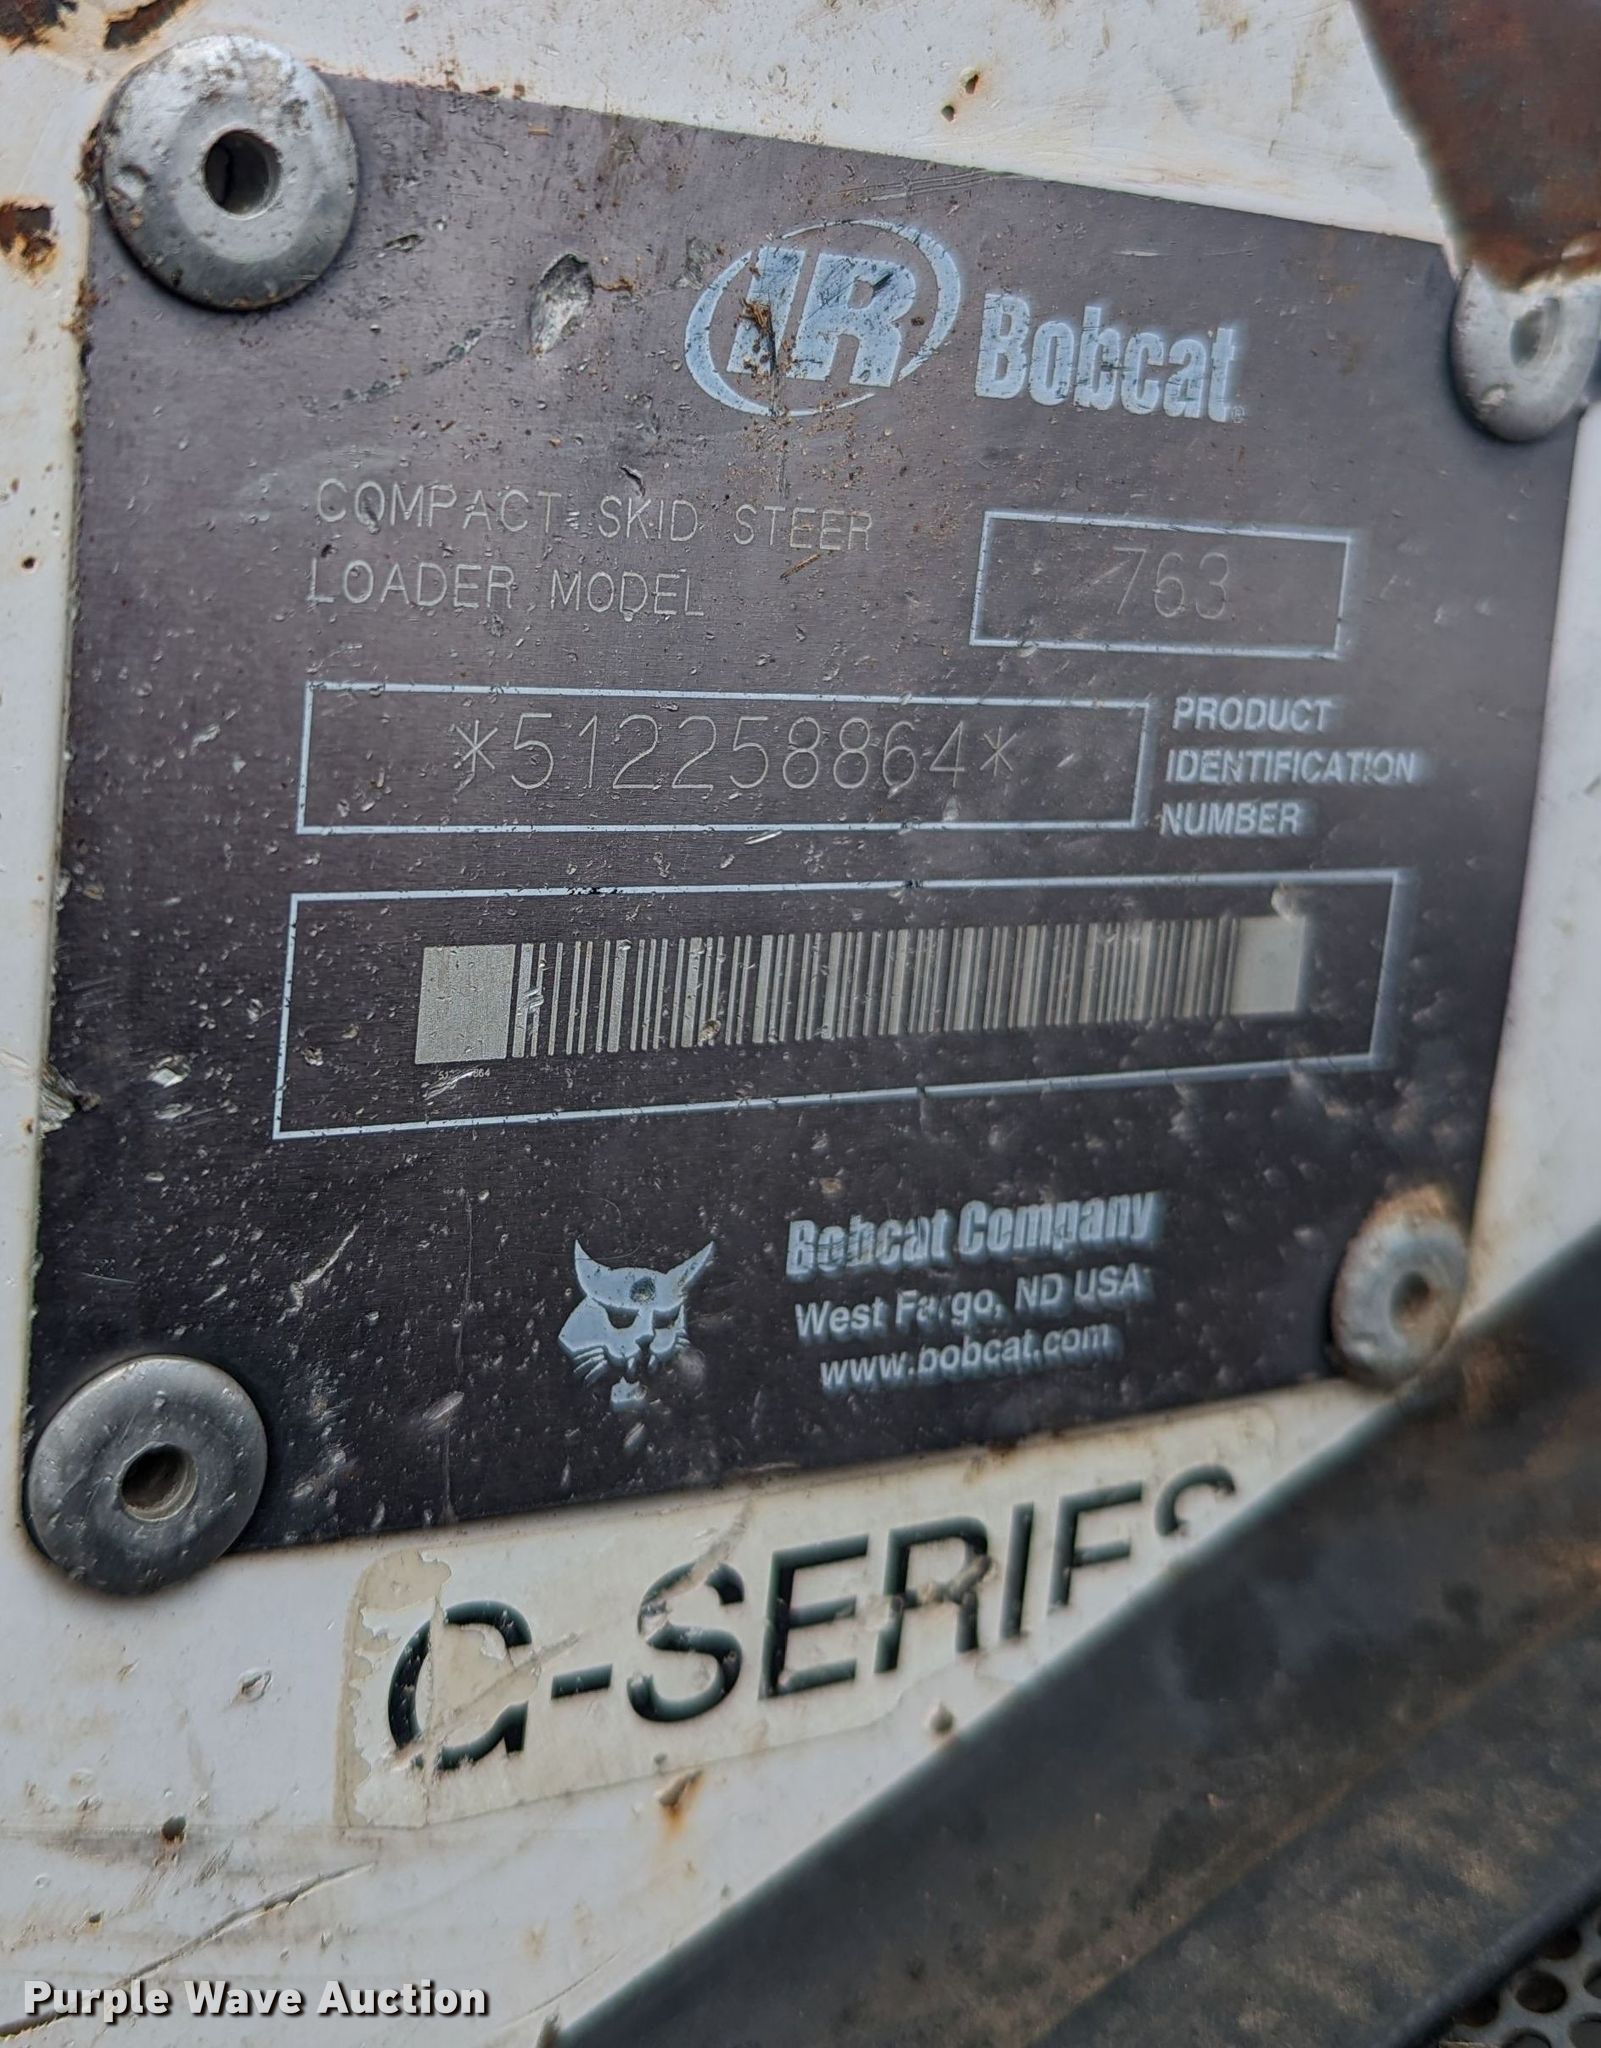 IR Bobcat®
COMPACT SKID STEER
LOADER MODEL
763
*512258864*
PRODUCT
IDENTIFICATION
NUMBER
Bobcat Company
West Fargo, ND USA
www.bobcat.com
G-SERIES
Purple Wave Auction